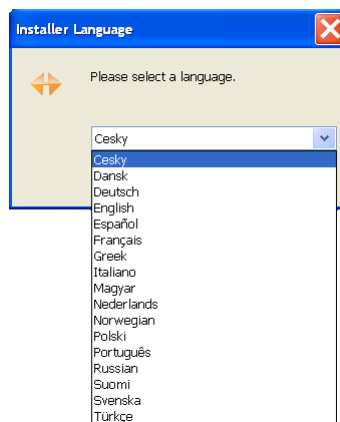 Installer Language
Please select a language.
Cesky
Cesky
Dansk
Deutsch
English
Español
Français
Greek
Italiano
Magyar
Nederlands
Norwegian
Polski
Português
Russian
Suomi
Svenska
Türkçe